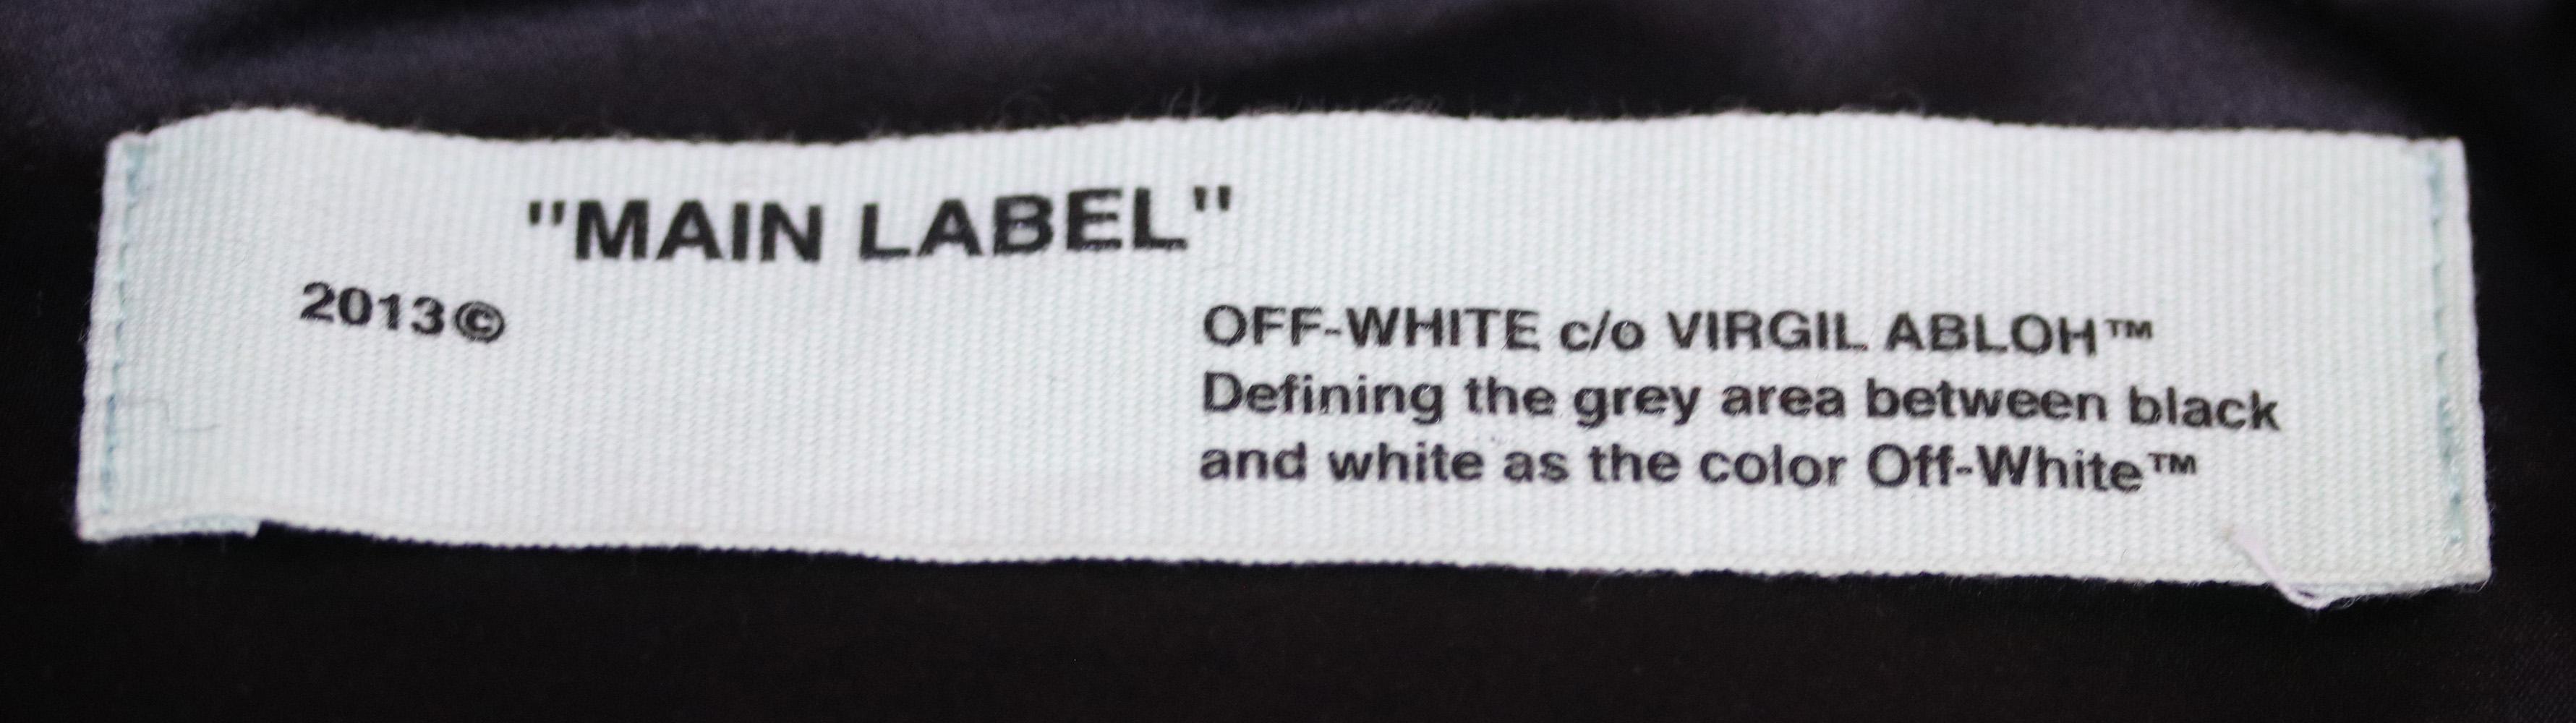 "MAIN LABEL"
2013©
OFF-WHITE c/o VIRGIL ABLOH™
Defining the grey area between black
and white as the color Off-White™